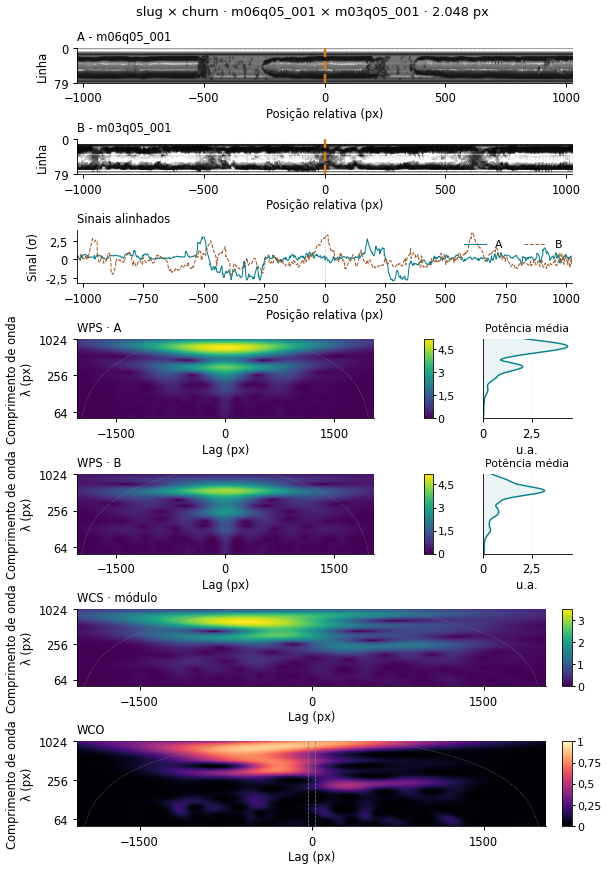 slug × churn · m06q05_001 × m03q05_001 · 2.048 px
A - m06q05_001
0
79
Linha
−1000 −500 0 500 1000
Posição relativa (px)
B - m03q05_001
0
79
Linha
−1000 −500 0 500 1000
Posição relativa (px)
Sinais alinhados
2,5
0
−2,5
Sinal (σ)
A B
−1000 −750 −500 −250 0 250 500 750 1000
Posição relativa (px)
WPS · A
Potência média
1024
256
64
Comprimento de onda
λ (px)
4,5
3
1,5
0
−1500 0 1500
Lag (px)
0 2,5
u.a.
WPS · B
Potência média
1024
256
64
Comprimento de onda
λ (px)
4,5
3
1,5
0
−1500 0 1500
Lag (px)
0 2,5
u.a.
WCS · módulo
1024
256
64
Comprimento de onda
λ (px)
3
2
1
0
−1500 0 1500
Lag (px)
WCO
1024
256
64
Comprimento de onda
λ (px)
1
0,75
0,5
0,25
0
−1500 0 1500
Lag (px)